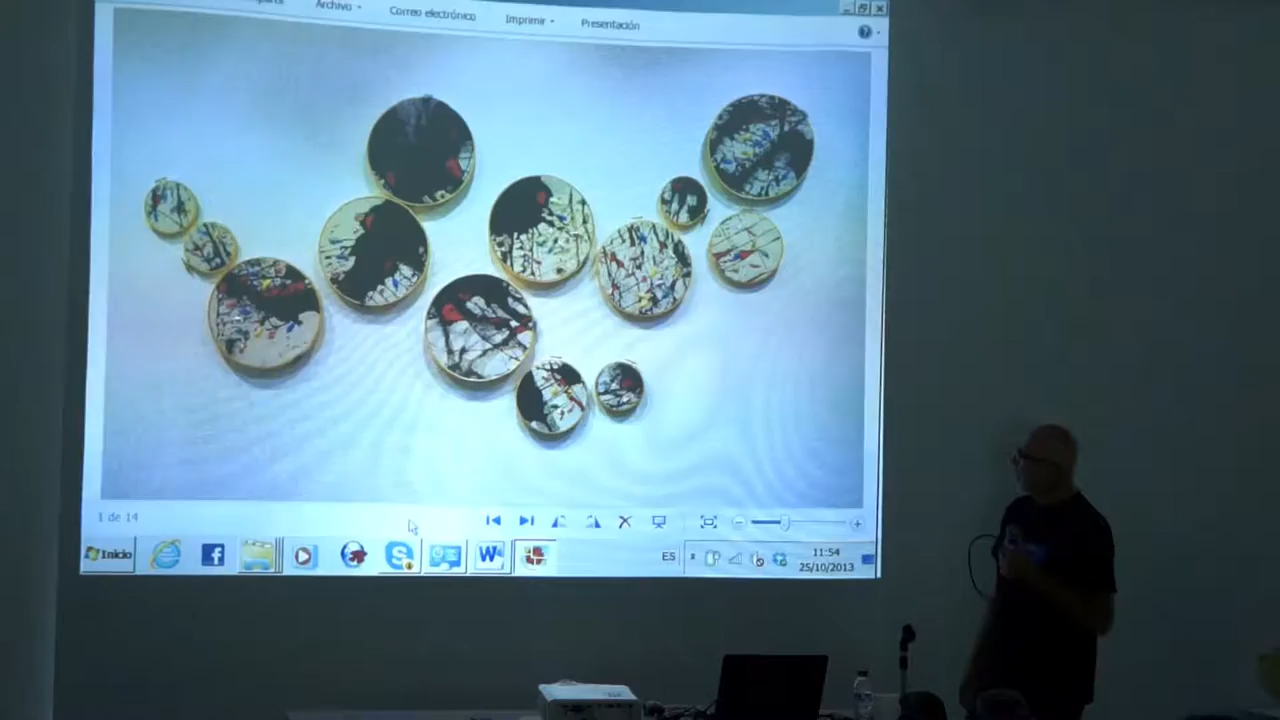 Archivo
Correo electrónico
Imprimir
Presentación
1 de 14
Inicio
ES
11:54
25/10/2013